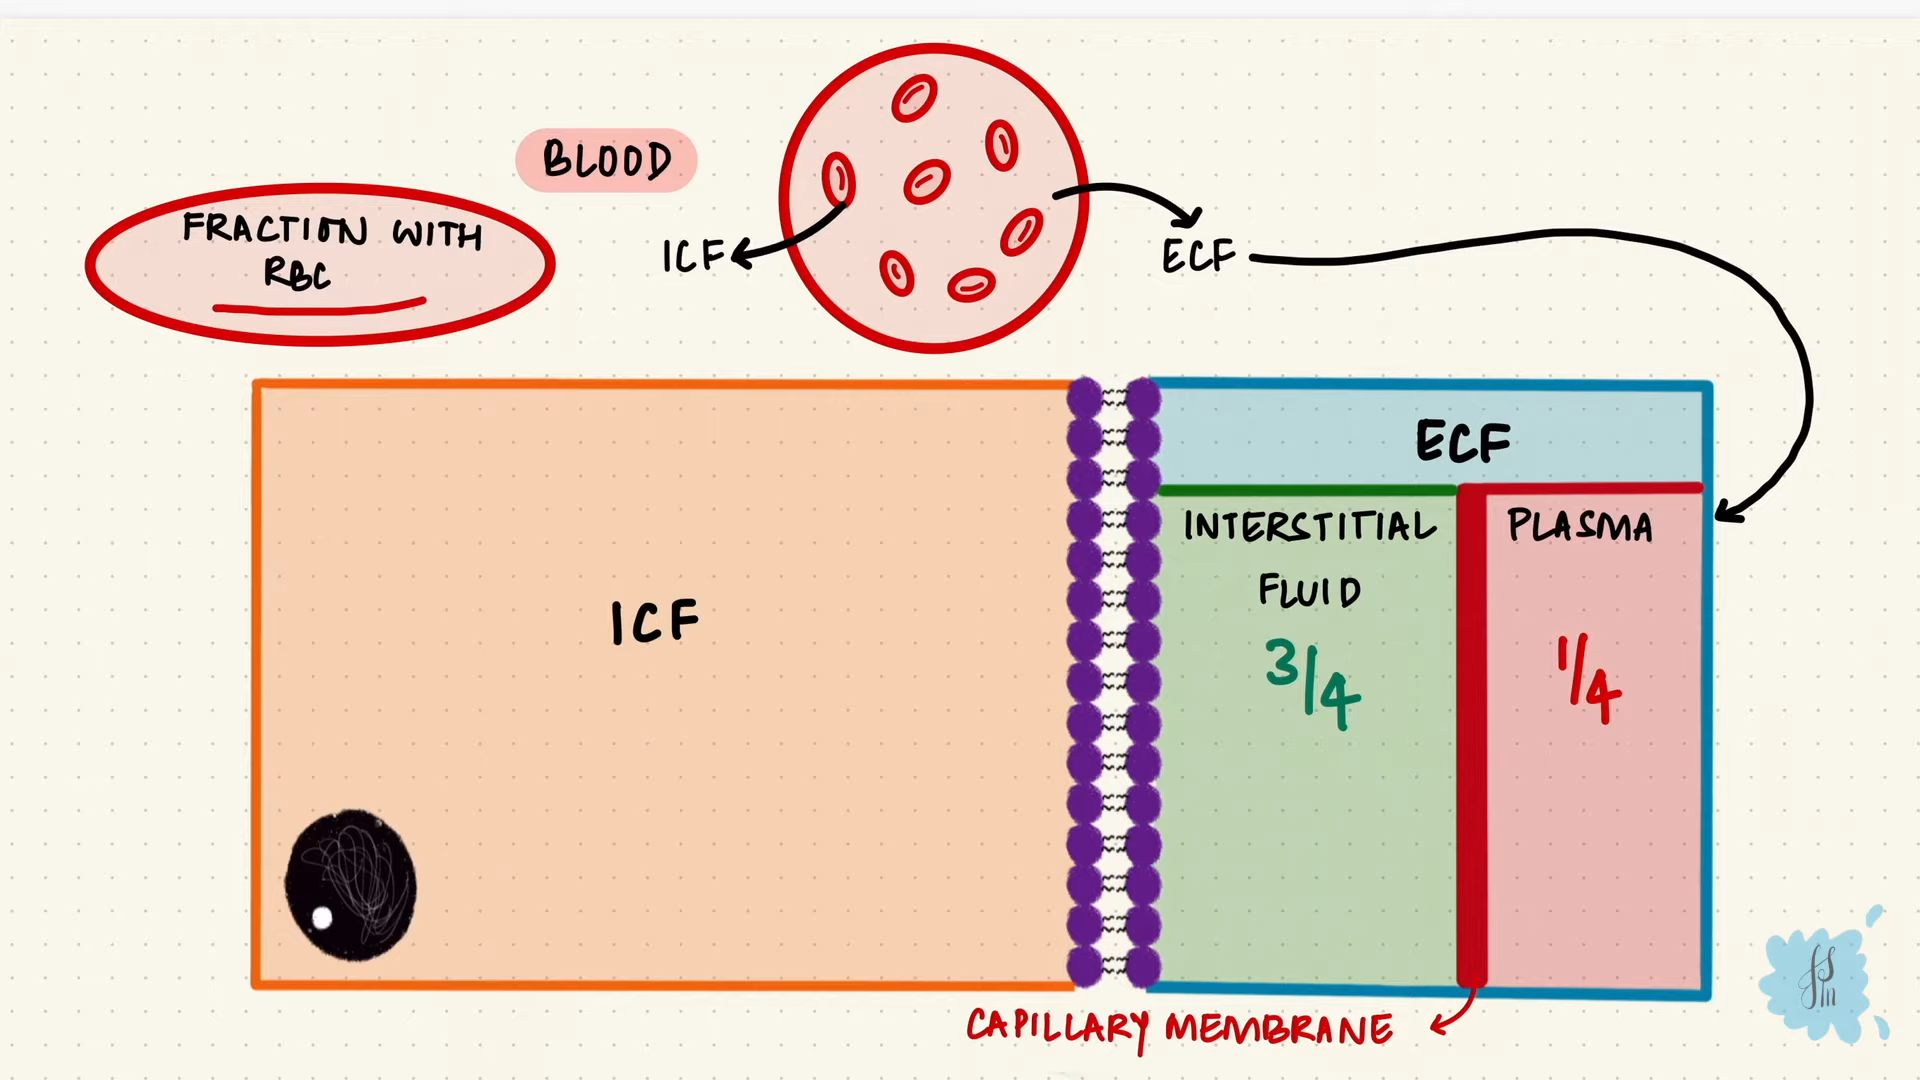 BLOOD
FRACTION WITH
RBC
ICF
ECF
ECF
INTERSTITIAL
FLUID
3/4
PLASMA
1/4
ICF
CAPILLARY MEMBRANE